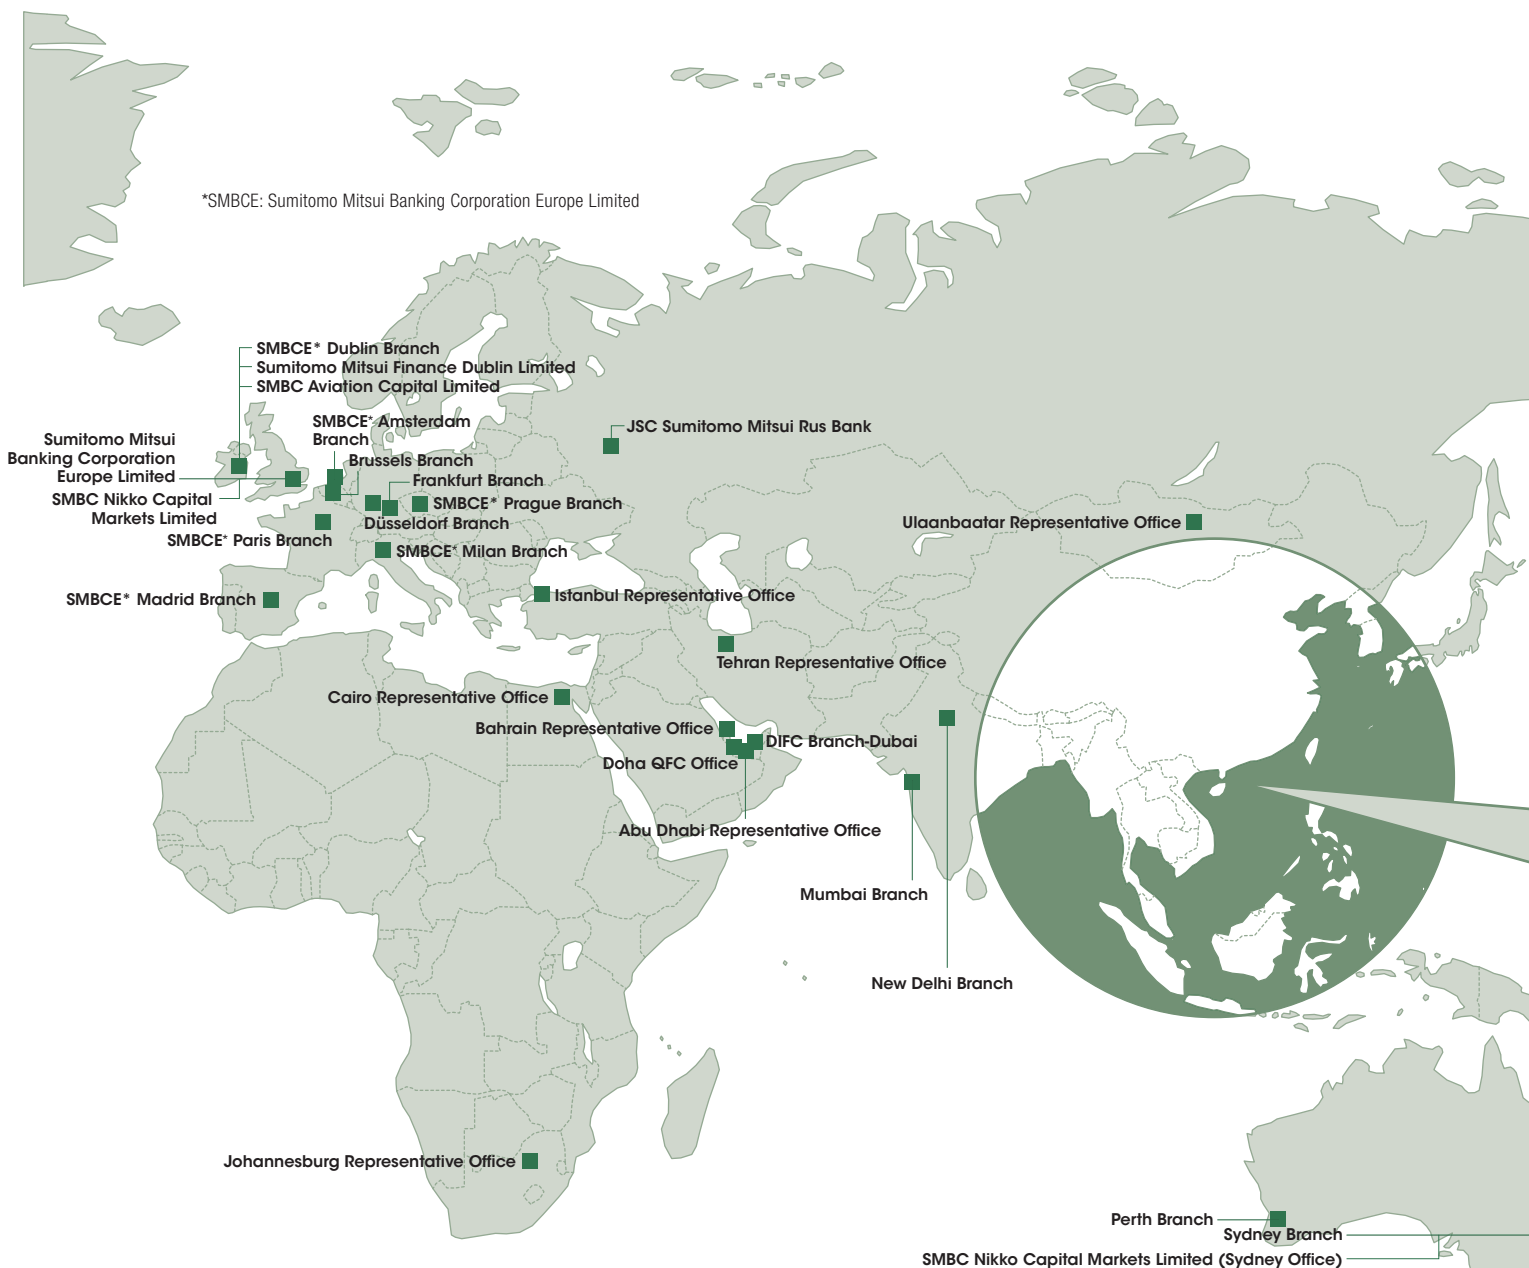 *SMBCE: Sumitomo Mitsui Banking Corporation Europe Limited
SMBCE* Dublin Branch
Sumitomo Mitsui Finance Dublin Limited
SMBC Aviation Capital Limited
SMBCE* Amsterdam
Branch
Sumitomo Mitsui
Banking Corporation
Europe Limited
Brussels Branch
Frankfurt Branch
SMBC Nikko Capital
Markets Limited
SMBCE* Prague Branch
Düsseldorf Branch
SMBCE* Paris Branch
SMBCE* Milan Branch
SMBCE* Madrid Branch
JSC Sumitomo Mitsui Rus Bank
Ulaanbaatar Representative Office
Istanbul Representative Office
Tehran Representative Office
Cairo Representative Office
Bahrain Representative Office
DIFC Branch-Dubai
Doha QFC Office
Abu Dhabi Representative Office
Mumbai Branch
New Delhi Branch
Johannesburg Representative Office
Perth Branch
Sydney Branch
SMBC Nikko Capital Markets Limited (Sydney Office)